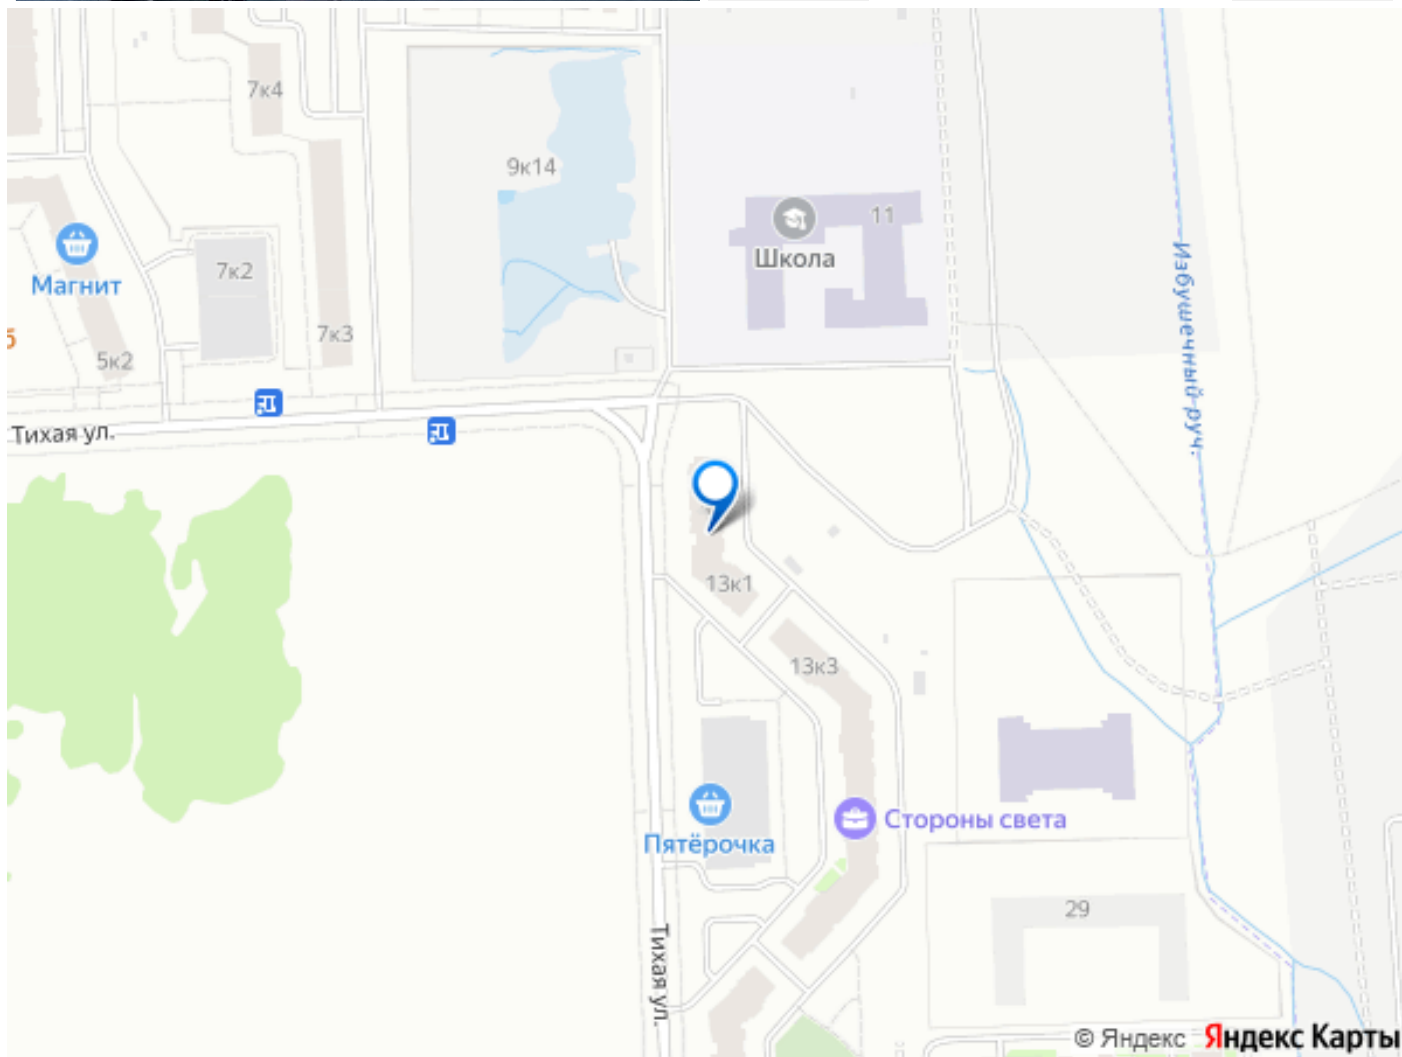 7к4
9к14
11
Школа
7к2
Магнит
7к3
5к2
Избушечный руч.
Тихая ул.
13к1
13к3
Стороны света
Пятёрочка
29
Тихая ул.
© Яндекс Яндекс Карты